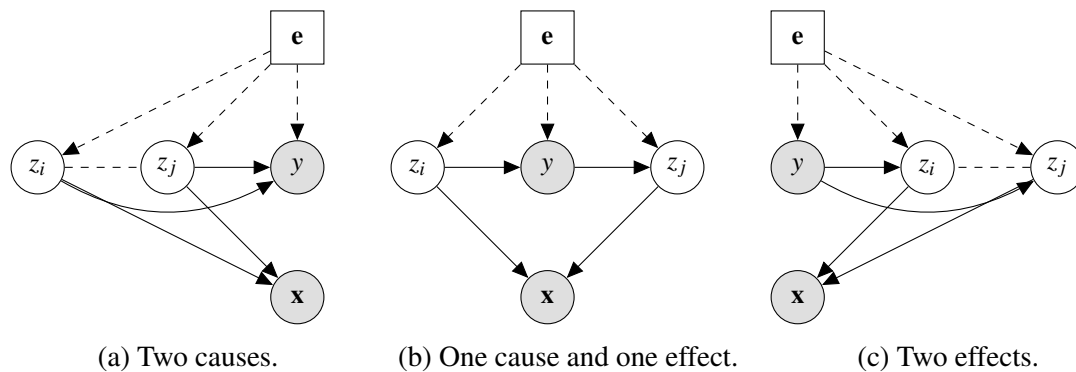 e e e
z_i z_j y z_i y z_j y z_i z_j
x x x
(a) Two causes. (b) One cause and one effect. (c) Two effects.